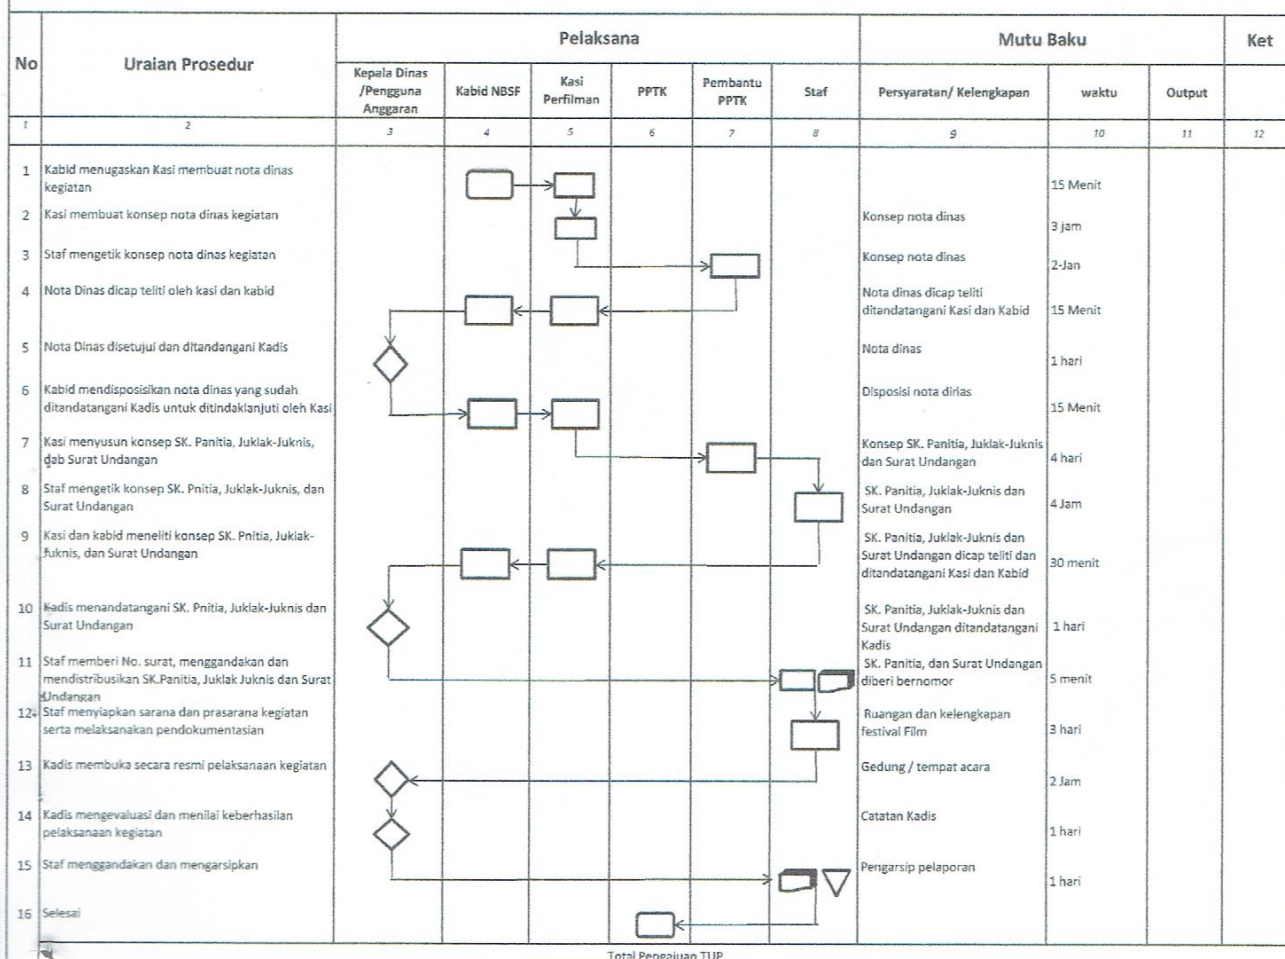 No
Uraian Prosedur
Pelaksana
Mutu Baku
Ket
Kepala Dinas
/Pengguna
Anggaran
Kabid NBSF
Kasi
Perfilman
PPTK
Pembantu
PPTK
Staf
Persyaratan/ Kelengkapan
waktu
Output
1 2 3 4 5 6 7 8 9 10 11 12
1 Kabid menugaskan Kasi membuat nota dinas
kegiatan
15 Menit
2 Kasi membuat konsep nota dinas kegiatan
Konsep nota dinas
3 jam
3 Staf mengetik konsep nota dinas kegiatan
Konsep nota dinas
2-Jan
4 Nota Dinas dicap teliti oleh kasi dan kabid
Nota dinas dicap teliti
ditandatangani Kasi dan Kabid
15 Menit
5 Nota Dinas disetujui dan ditandangani Kadis
Nota dinas
1 hari
6 Kabid mendisposisikan nota dinas yang sudah
ditandatangani Kadis untuk ditindaklanjuti oleh Kasi
Disposisi nota dinas
15 Menit
7 Kasi menyusun konsep SK. Panitia, Juklak-Juknis,
dab Surat Undangan
Konsep SK. Panitia, Juklak-Juknis
dan Surat Undangan
4 hari
8 Staf mengetik konsep SK. Pnitia, Juklak-Juknis, dan
Surat Undangan
SK. Panitia, Juklak-Juknis dan
Surat Undangan
4 Jam
9 Kasi dan kabid meneliti konsep SK. Pnitia, Juklak-
Juknis, dan Surat Undangan
SK. Panitia, Juklak-Juknis dan
Surat Undangan dicap teliti dan
ditandatangani Kasi dan Kabid
30 menit
10 Kadis menandatangani SK. Pnitia, Juklak-Juknis dan
Surat Undangan
SK. Panitia, Juklak-Juknis dan
Surat Undangan ditandatangani
Kadis
1 hari
11 Staf memberi No. surat, menggandakan dan
mendistribusikan SK.Panitia, Juklak Juknis dan Surat
Undangan
SK. Panitia, dan Surat Undangan
diberi bernomor
5 menit
12 Staf menyiapkan sarana dan prasarana kegiatan
serta melaksanakan pendokumentasian
Ruangan dan kelengkapan
festival Film
3 hari
13 Kadis membuka secara resmi pelaksanaan kegiatan
Gedung / tempat acara
2 Jam
14 Kadis mengevaluasi dan menilai keberhasilan
pelaksanaan kegiatan
Catatan Kadis
1 hari
15 Staf menggandakan dan mengarsipkan
Pengarsip pelaporan
1 hari
16 Selesai
Total Pengajuan TUP